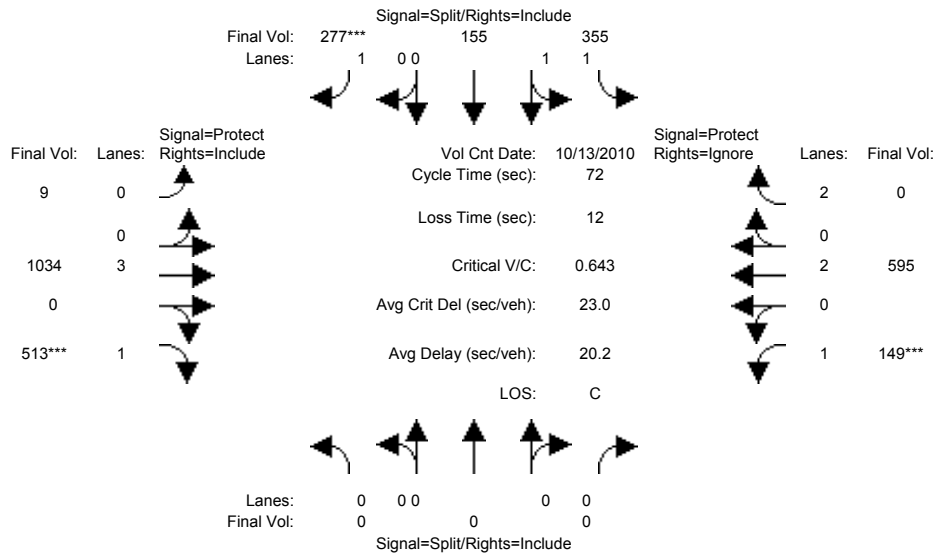 Signal=Split/Rights=Include
Final Vol: 277*** 155 355
Lanes: 1 0 0 1 1
Signal=Protect Signal=Protect
Final Vol: Lanes: Rights=Include Vol Cnt Date: 10/13/2010 Rights=Ignore Lanes: Final Vol:
Cycle Time (sec): 72
9 0 2 0
Loss Time (sec): 12
0 0
1034 3 Critical V/C: 0.643 2 595
0 Avg Crit Del (sec/veh): 23.0 0
513*** 1 Avg Delay (sec/veh): 20.2 1 149***
LOS: C
Lanes: 0 0 0 0 0
Final Vol: 0 0 0
Signal=Split/Rights=Include